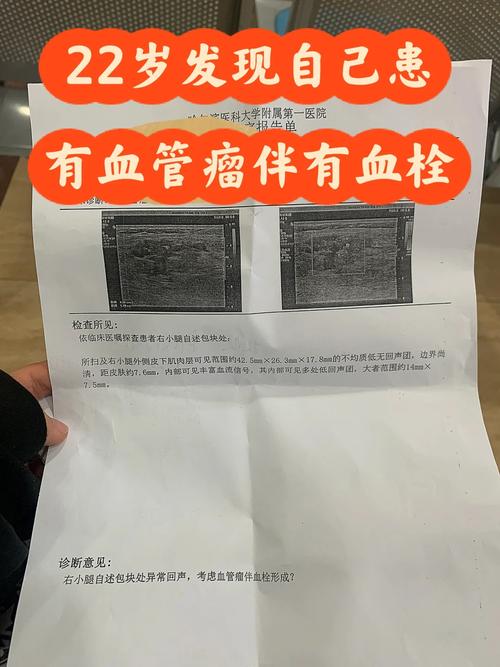 22岁发现自己患
有血管瘤伴有血栓
哈尔滨医科大学附属第一医院
报告单
检查所见：
依临床医嘱探查患者右小腿自述包块处：
所扫及右小腿外侧皮下肌肉层可见范围约42.5mm×26.3mm×17.8mm的不均质低无回声团，边界尚
清，距皮肤约7.6mm，内部可见丰富血流信号，其内部可见多处低回声团，大者范围约14mm×
7.5mm。
诊断意见：
右小腿自述包块处异常回声，考虑血管瘤伴血栓形成？